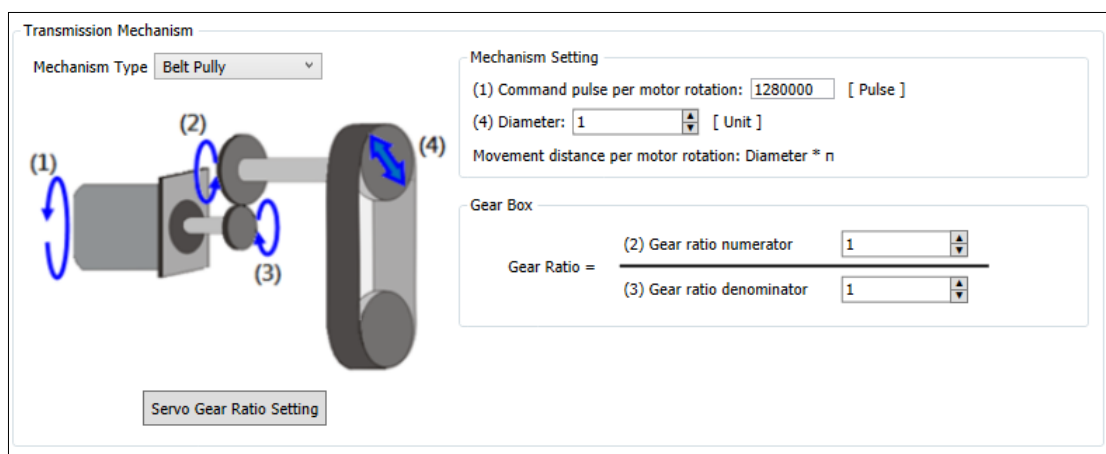 Transmission Mechanism
Mechanism Type Belt Pully
(1)
(2)
(3)
(4)
Servo Gear Ratio Setting
Mechanism Setting
(1) Command pulse per motor rotation: 1280000 [ Pulse ]
(4) Diameter: 1 [ Unit ]
Movement distance per motor rotation: Diameter * п
Gear Box
(2) Gear ratio numerator 1
Gear Ratio =
(3) Gear ratio denominator 1